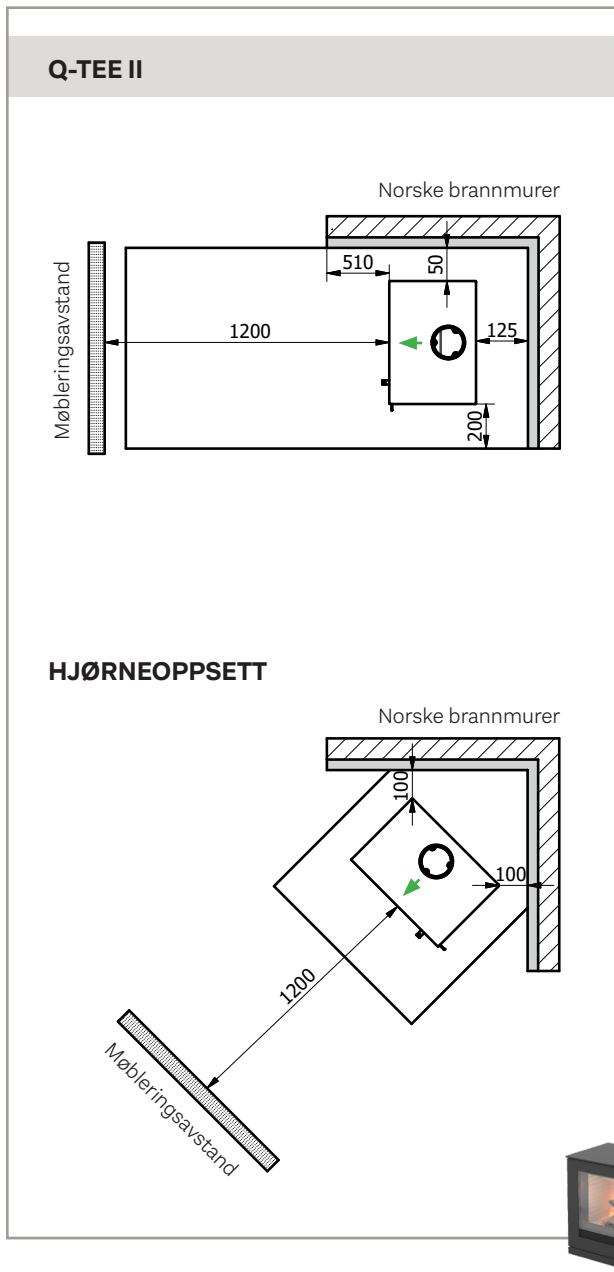 Q-TEE II
Norske brannmurer
510
50
1200
125
200
Møbleringsavstand
HJØRNEOPPSETT
Norske brannmurer
100
100
1200
Møbleringsavstand